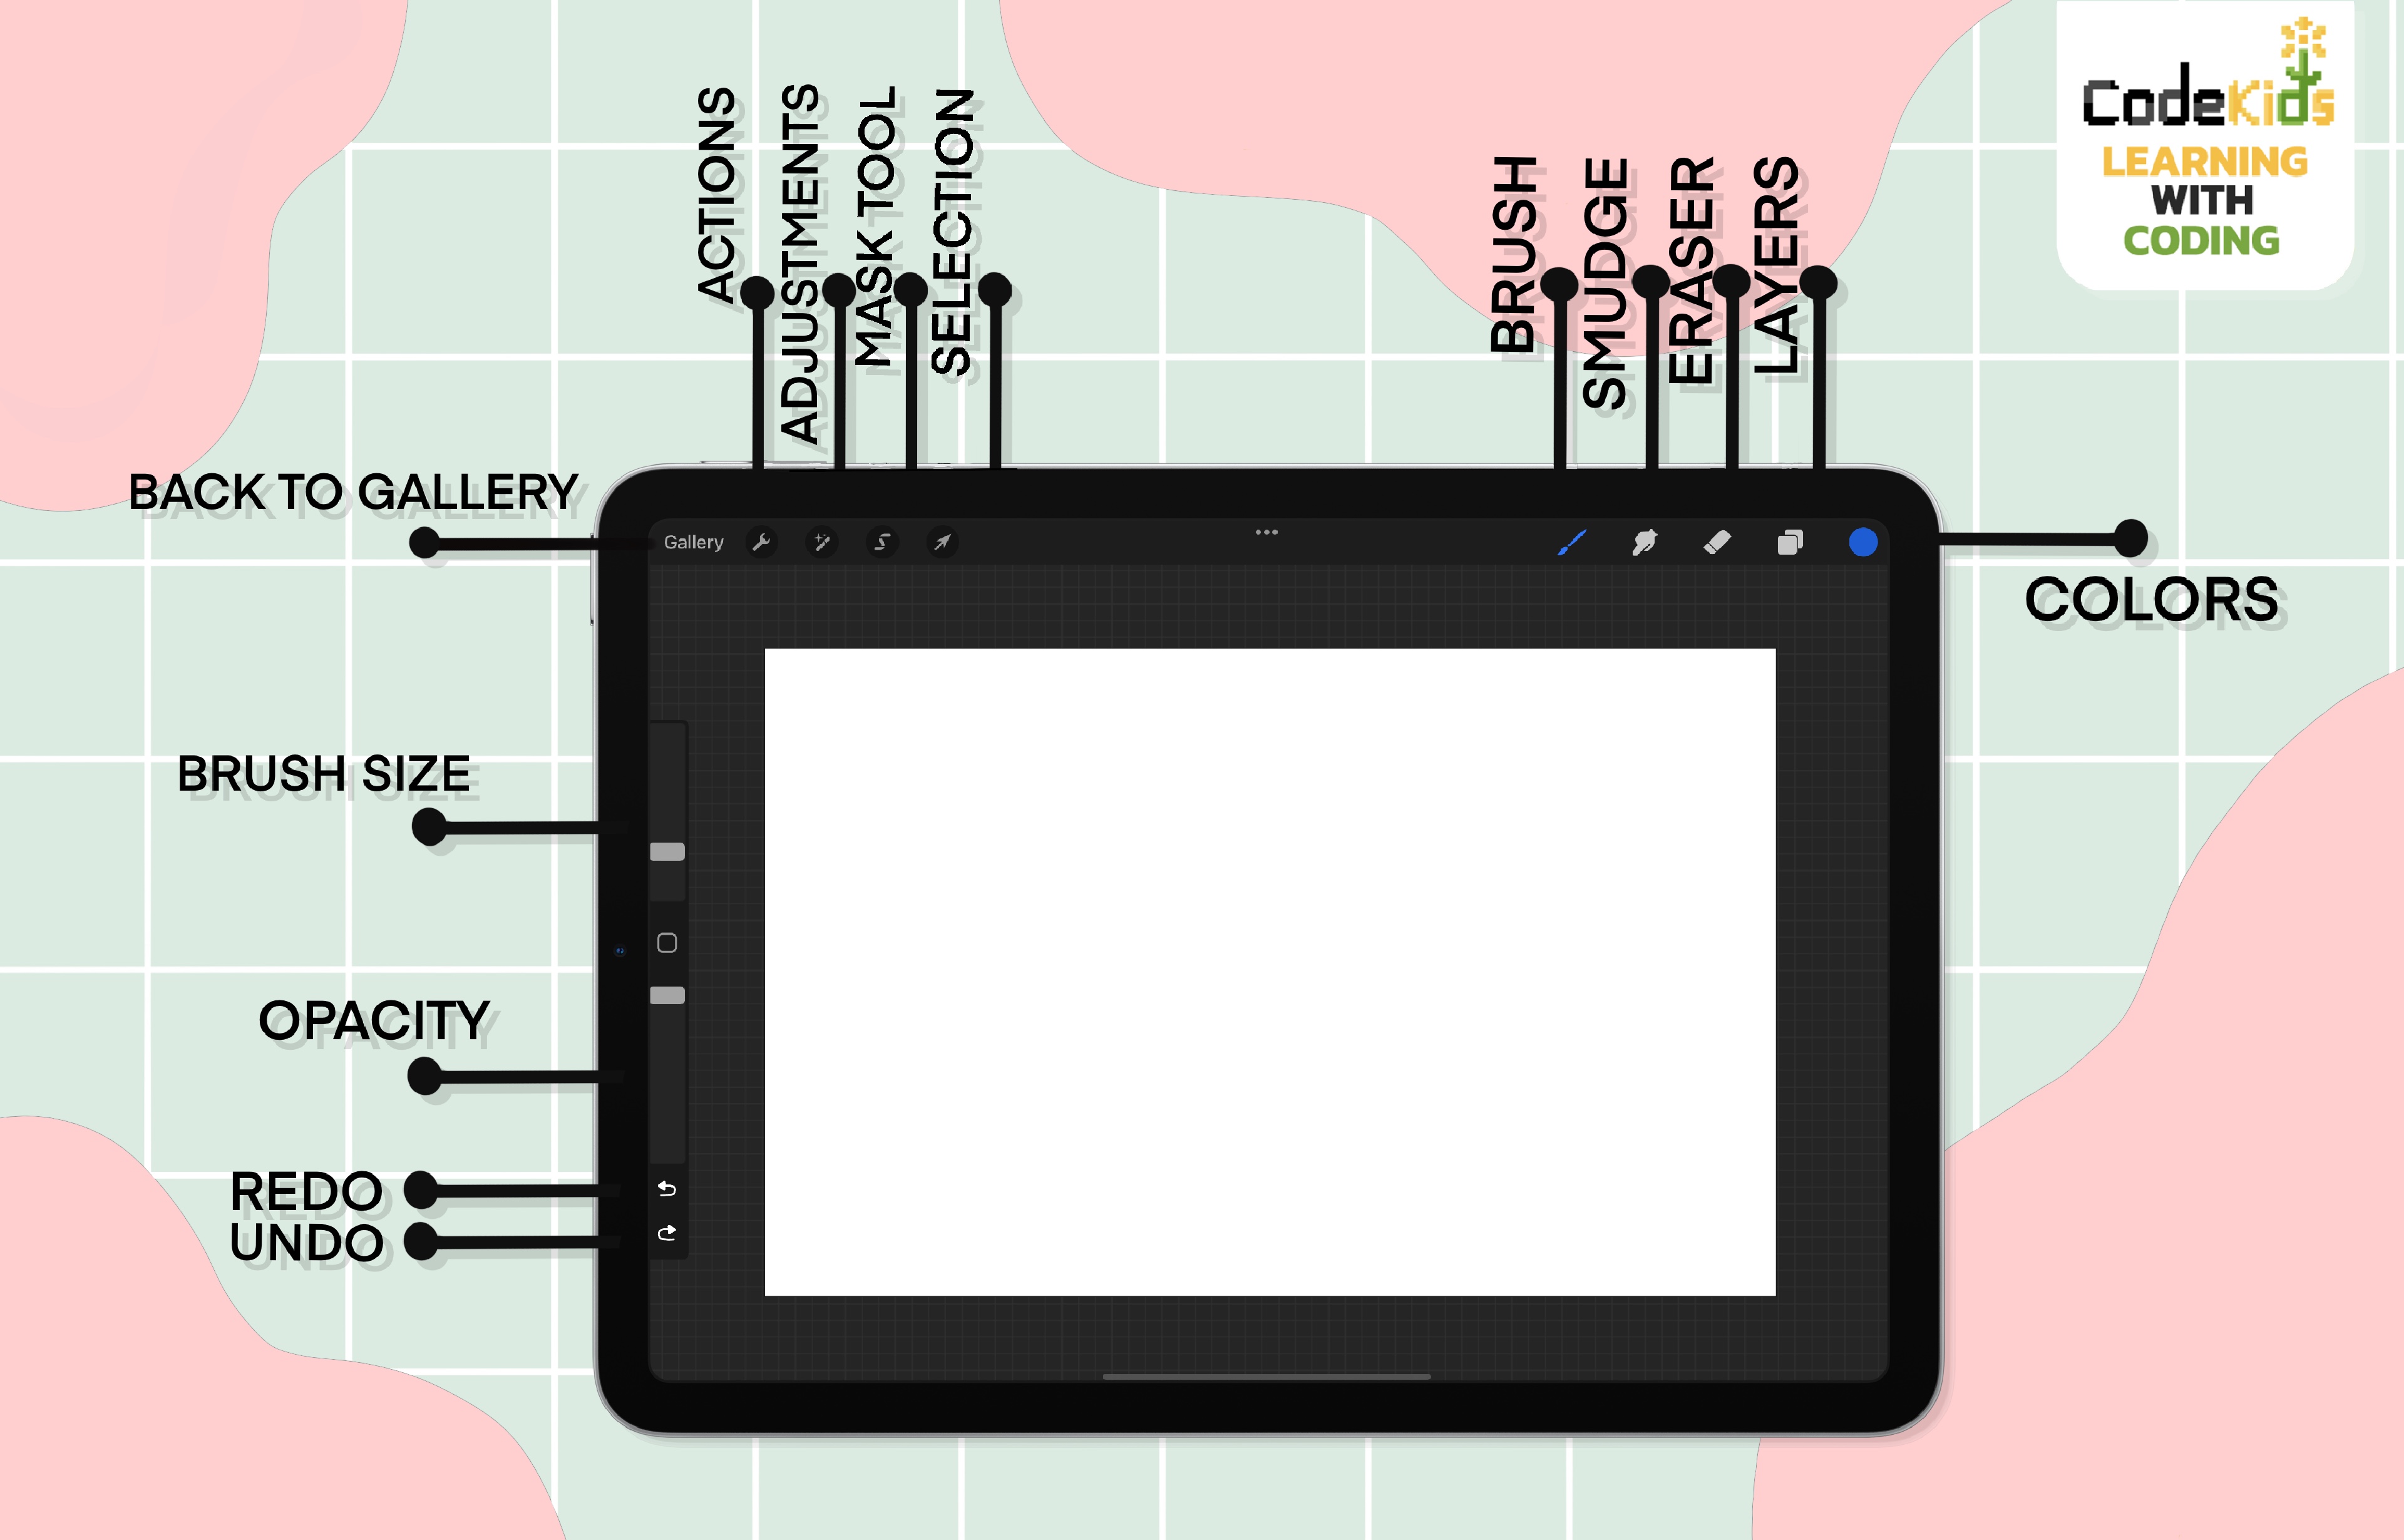 ACTIONS
ADJUSTMENTS
MASK TOOL
SELECTION
BRUSH
SMUDGE
ERASER
LAYERS
CodeKids
LEARNING
WITH
CODING
BACK TO GALLERY
Gallery
COLORS
BRUSH SIZE
OPACITY
REDO
UNDO